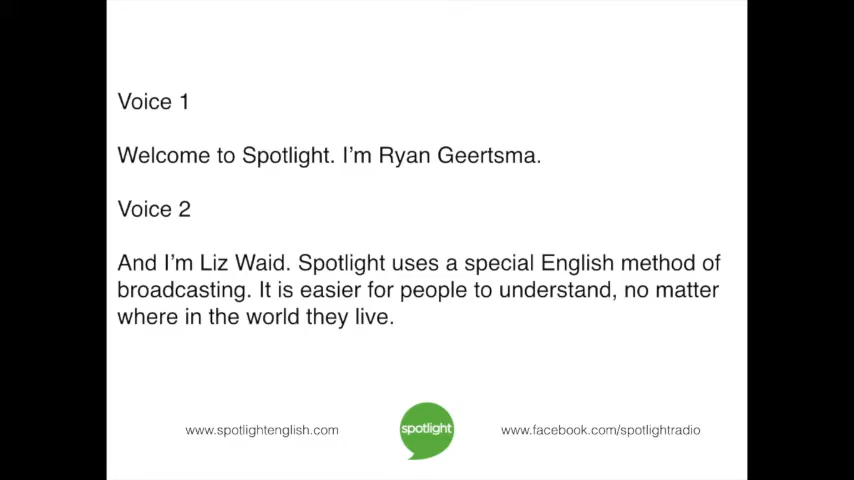 Voice 1
Welcome to Spotlight. I'm Ryan Geertsma.
Voice 2
And I'm Liz Waid. Spotlight uses a special English method of
broadcasting. It is easier for people to understand, no matter
where in the world they live.
www.spotlightenglish.com
spotlight
www.facebook.com/spotlightradio